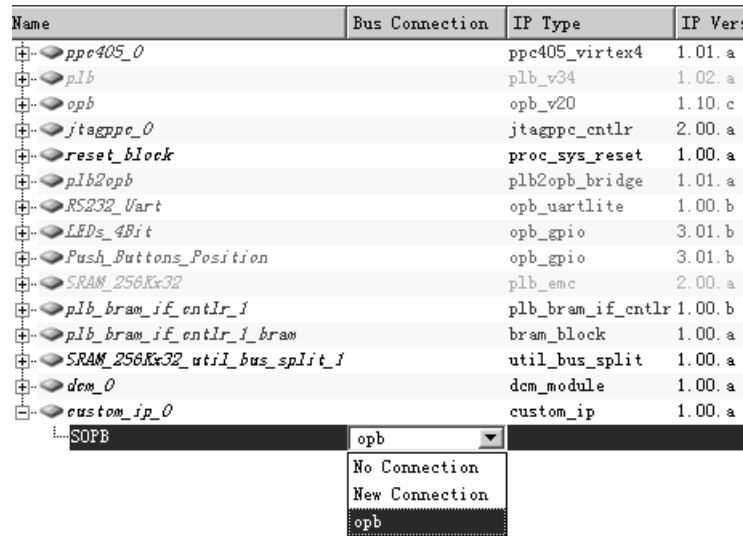 Name Bus Connection IP Type IP Vers
ppc405_0 ppc405_virtex4 1.01.a
plb plb_v34 1.02.a
opb opb_v20 1.10.c
jtagppc_0 jtagppc_cntlr 2.00.a
reset_block proc_sys_reset 1.00.a
plb2opb plb2opb_bridge 1.01.a
RS232_Uart opb_uartlite 1.00.b
LEDs_4Bit opb_gpio 3.01.b
Push_Buttons_Position opb_gpio 3.01.b
SRAM_256Kx32 plb_emc 2.00.a
plb_bram_if_cntlr_1 plb_bram_if_cntlr 1.00.b
plb_bram_if_cntlr_1_bram bram_block 1.00.a
SRAM_256Kx32_util_bus_split_1 util_bus_split 1.00.a
dcm_0 dcm_module 1.00.a
custom_ip_0 custom_ip 1.00.a
SOPB opb
No Connection
New Connection
opb